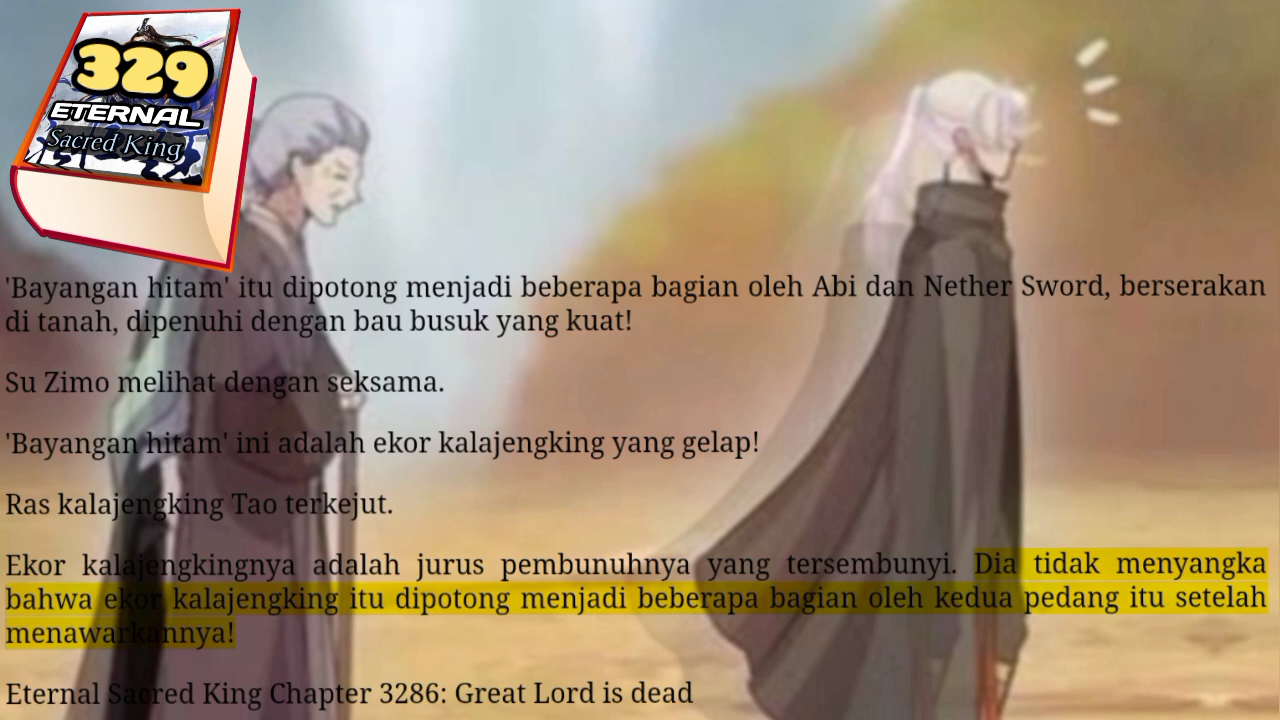 329
ETERNAL
Sacred King
'Bayangan hitam' itu dipotong menjadi beberapa bagian oleh Abi dan Nether Sword, berserakan
di tanah, dipenuhi dengan bau busuk yang kuat!
Su Zimo melihat dengan seksama.
'Bayangan hitam' ini adalah ekor kalajengking yang gelap!
Ras kalajengking Tao terkejut.
Ekor kalajengkingnya adalah jurus pembunuhnya yang tersembunyi. Dia tidak menyangka
bahwa ekor kalajengking itu dipotong menjadi beberapa bagian oleh kedua pedang itu setelah
menawarkannya!
Eternal Sacred King Chapter 3286: Great Lord is dead